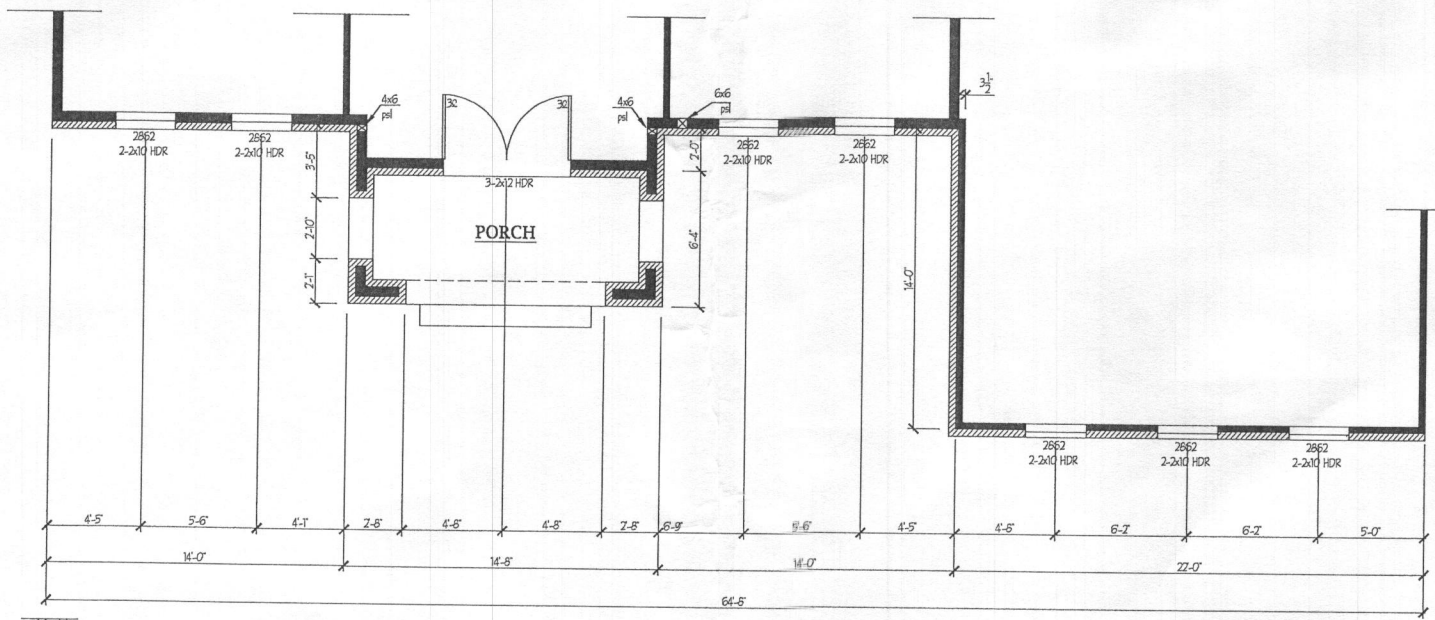 4x6
psl
32
32
4x6
psl
6x6
psl
3 1/2
2862
2-2x10 HDR
2862
2-2x10 HDR
2862
2-2x10 HDR
2862
2-2x10 HDR
3'-5"
2'-0"
3-2x12 HDR
2'-10"
PORCH
6'-4"
2'-1"
14'-0"
2862
2-2x10 HDR
2862
2-2x10 HDR
2862
2-2x10 HDR
4'-5"
5'-6"
4'-1"
2'-8"
4'-8"
4'-8"
2'-8"
5'-6"
4'-5"
4'-8"
6'-2"
6'-2"
5'-0"
14'-0"
14'-8"
14'-0"
22'-0"
64'-8"